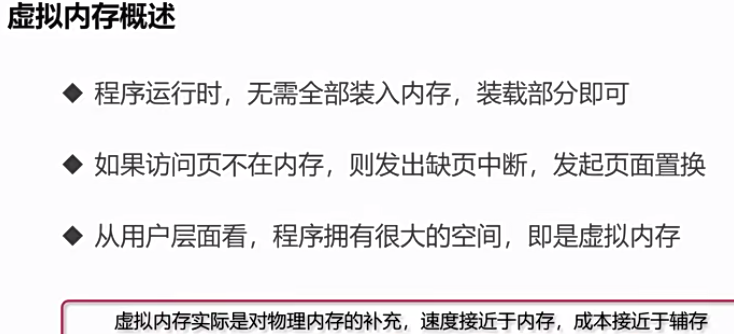 虚拟内存概述
◆ 程序运行时，无需全部装入内存，装载部分即可
◆ 如果访问页不在内存，则发出缺页中断，发起页面置换
◆ 从用户层面看，程序拥有很大的空间，即是虚拟内存
虚拟内存实际是对物理内存的补充，速度接近于内存，成本接近于辅存